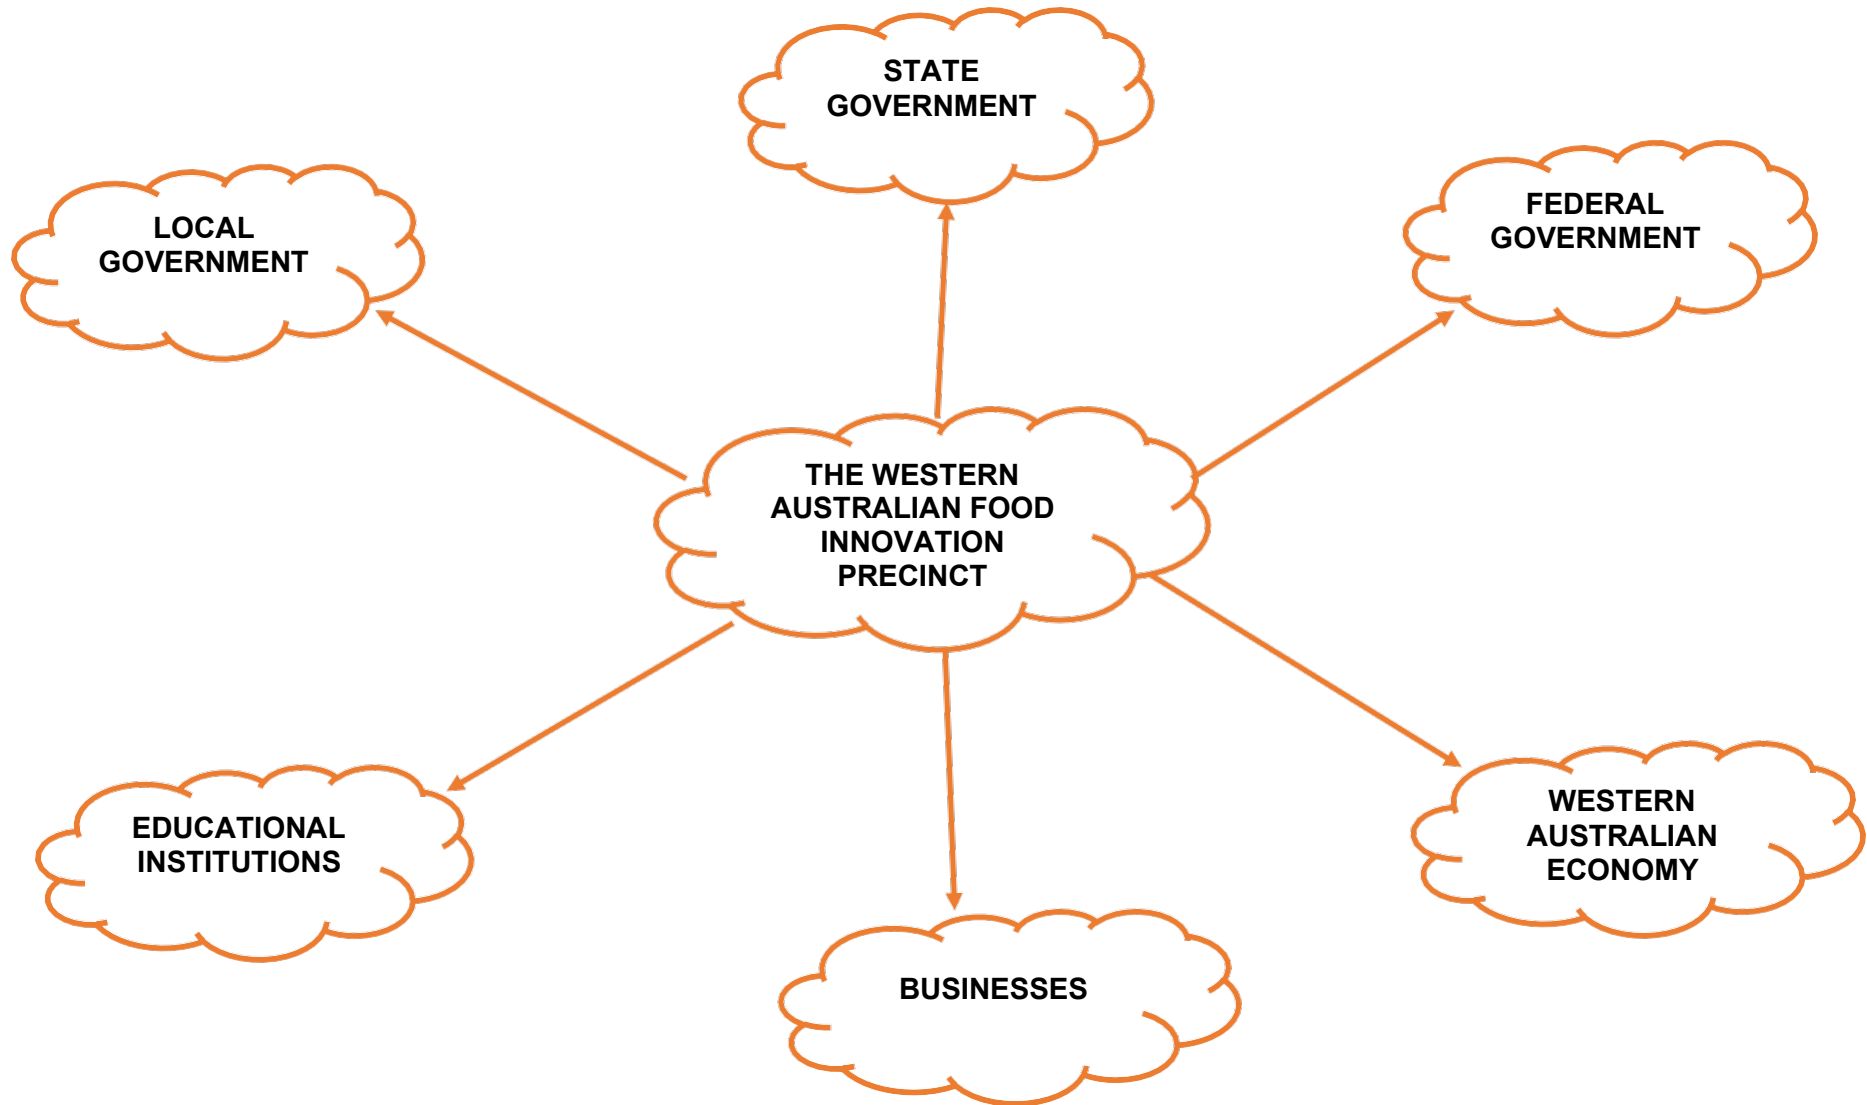 STATE
GOVERNMENT
LOCAL
GOVERNMENT
FEDERAL
GOVERNMENT
THE WESTERN
AUSTRALIAN FOOD
INNOVATION
PRECINCT
EDUCATIONAL
INSTITUTIONS
WESTERN
AUSTRALIAN
ECONOMY
BUSINESSES